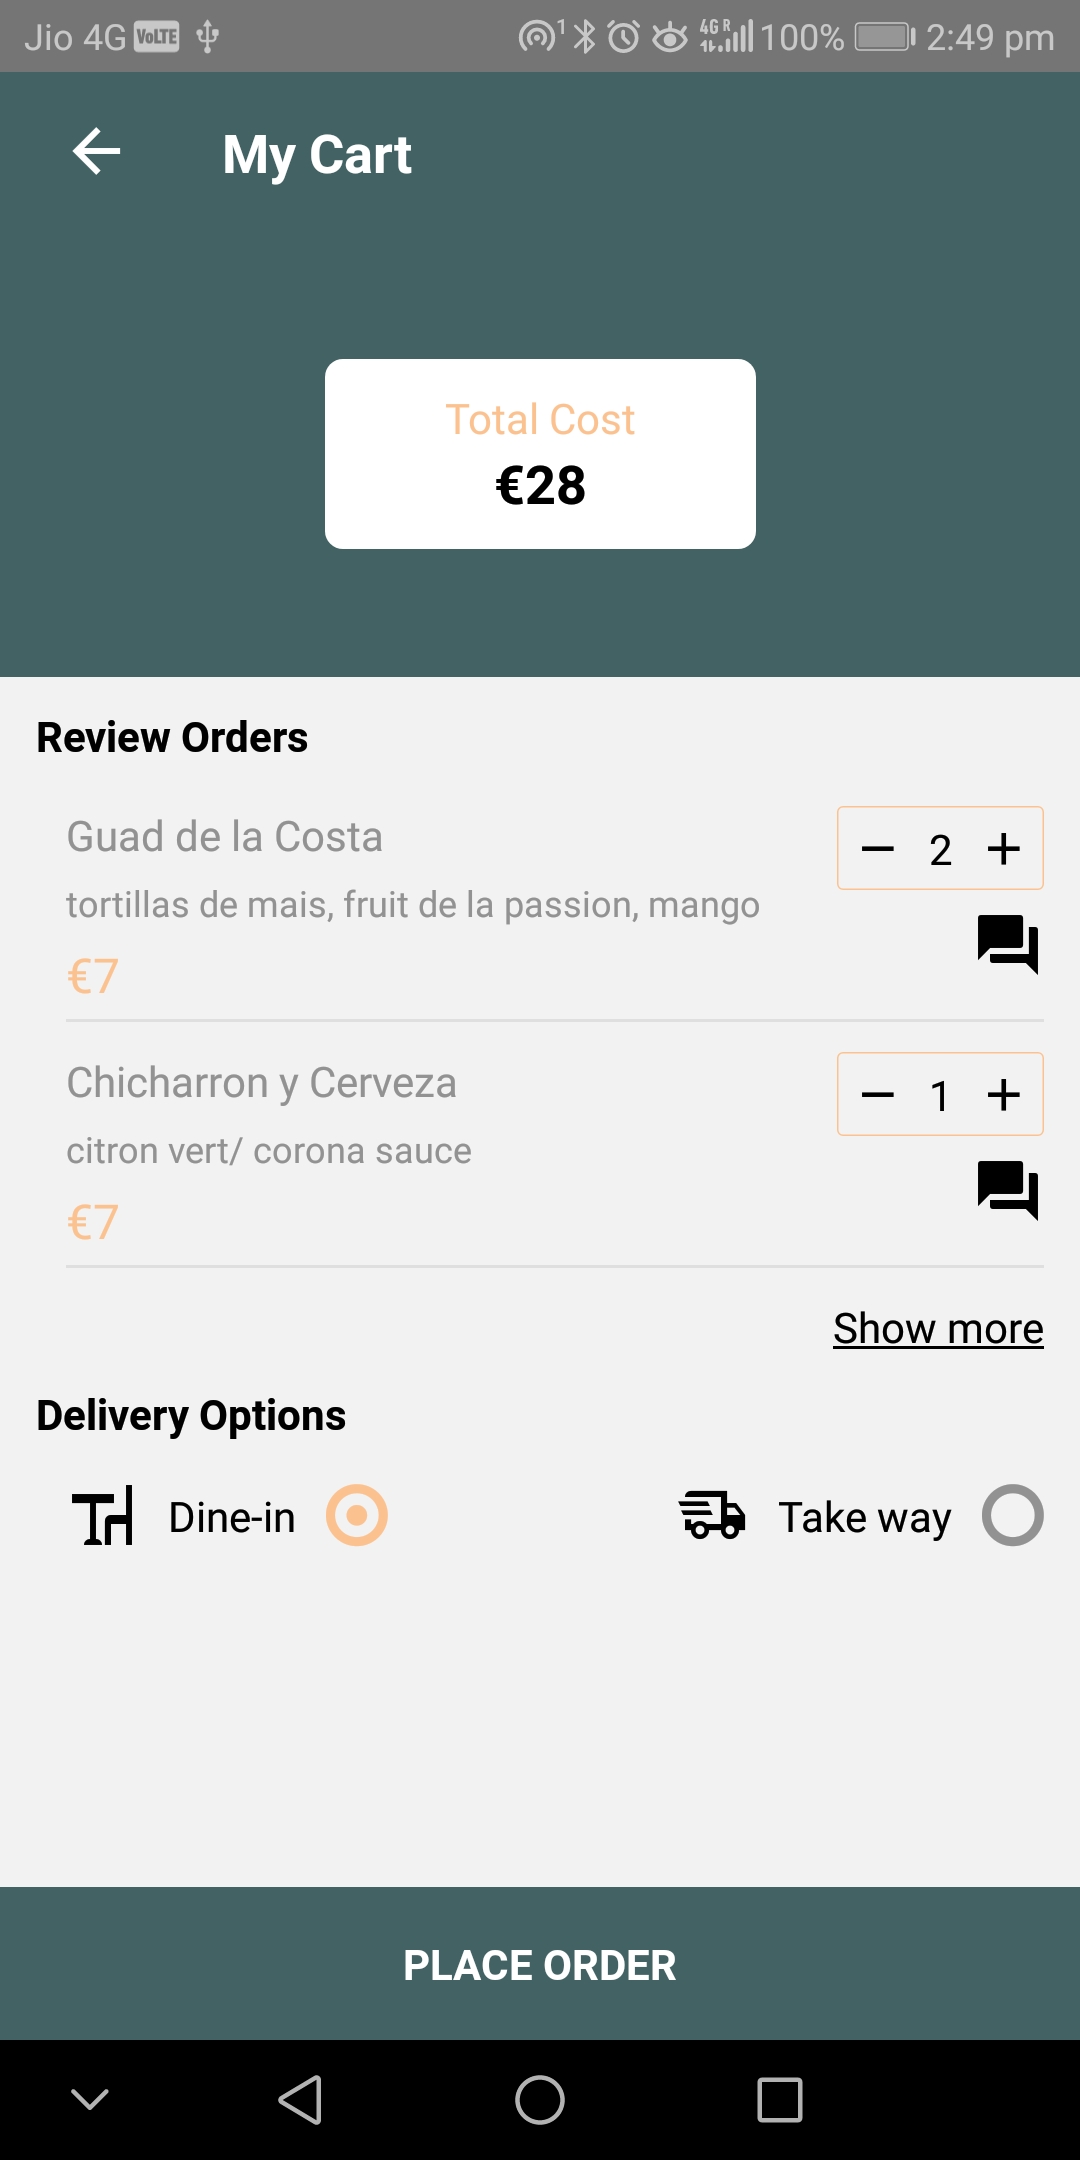 Jio 4G VoLTE 1 4G R 100% 2:49 pm
My Cart
Total Cost
€28
Review Orders
Guad de la Costa
2
tortillas de mais, fruit de la passion, mango
€7
Chicharron y Cerveza
1
citron vert/ corona sauce
€7
Show more
Delivery Options
Dine-in Take way
PLACE ORDER